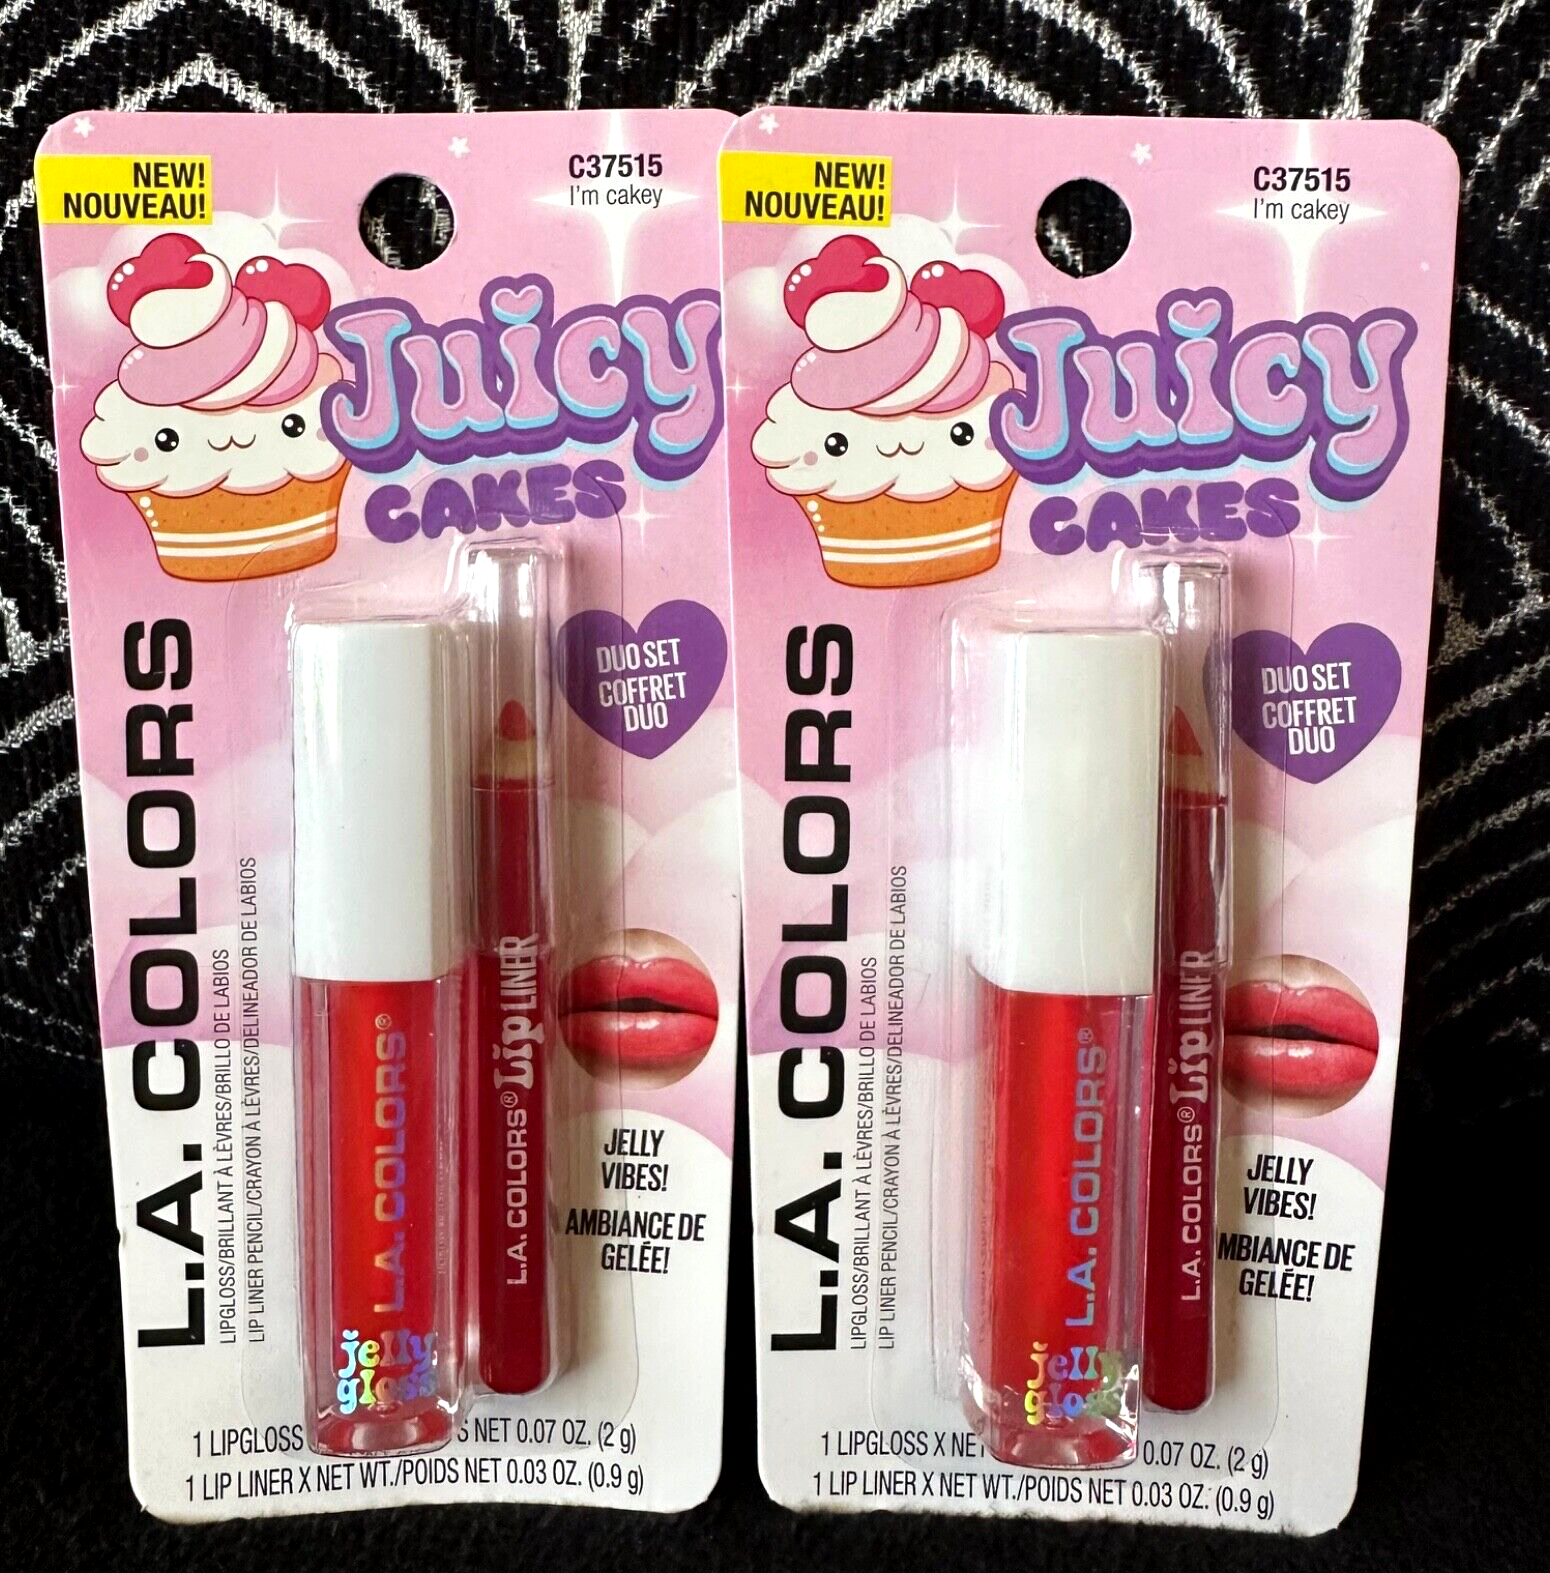 NEW!
NOUVEAU!
C37515
I'm cakey
Juicy
CAKES
DUO SET
COFFRET
DUO
L.A. COLORS
LIPGLOSS/BRILLANT À LÈVRES/BRILLO DE LABIOS
LIP LINER PENCIL/CRAYON À LÈVRES/DELINEADOR DE LABIOS
L.A. COLORS®
jelly
gloss
L.A. COLORS® Lip LINER
JELLY
VIBES!
AMBIANCE DE
GELÉE!
1 LIPGLOSS S NET 0.07 OZ. (2 g)
1 LIP LINER X NET WT./POIDS NET 0.03 OZ. (0.9 g)
NEW!
NOUVEAU!
C37515
I'm cakey
Juicy
CAKES
DUO SET
COFFRET
DUO
L.A. COLORS
LIPGLOSS/BRILLANT À LÈVRES/BRILLO DE LABIOS
LIP LINER PENCIL/CRAYON À LÈVRES/DELINEADOR DE LABIOS
L.A. COLORS®
jelly
gloss
L.A. COLORS® Lip LINER
JELLY
VIBES!
MBIANCE DE
GELÉE!
1 LIPGLOSS X NET 0.07 OZ. (2 g)
1 LIP LINER X NET WT./POIDS NET 0.03 OZ. (0.9 g)